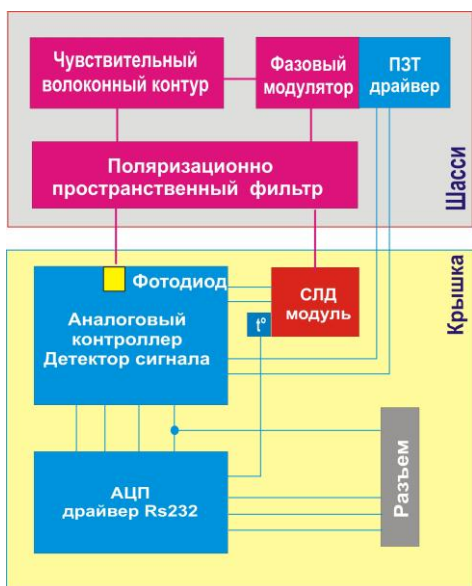 Чувствительный
волоконный контур
Фазовый
модулятор
ПЗТ
драйвер
Поляризационно
пространственный фильтр
Шасси
Крышка
Фотодиод
Аналоговый
контроллер
Детектор сигнала
СЛД
модуль
t°
АЦП
драйвер Rs232
Разъем